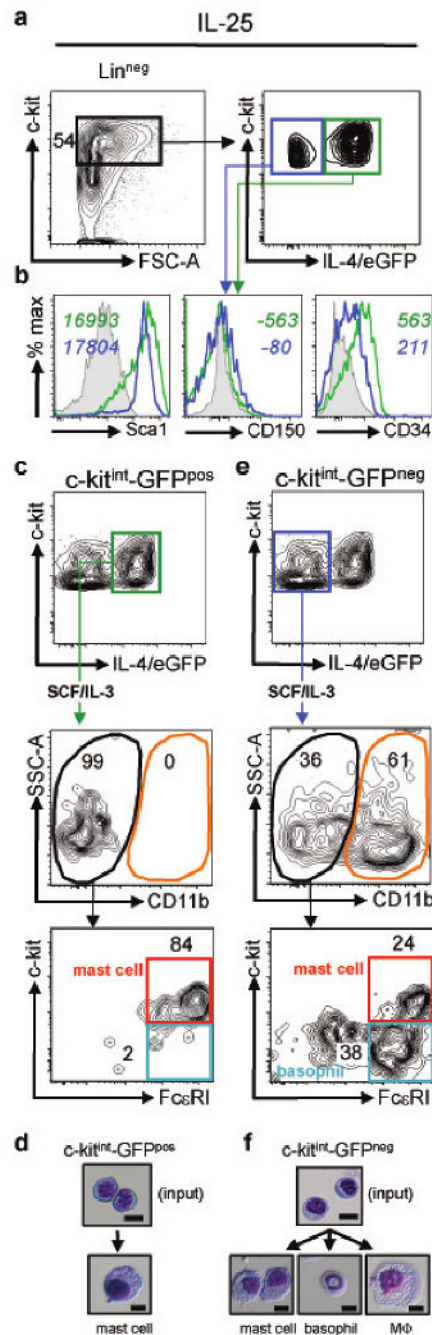 a
IL-25
Lin^neg
c-kit
54
FSC-A
c-kit
IL-4/eGFP
b
% max
16993
17804
Sca1
-563
-80
CD150
563
211
CD34
c
c-kit^int-GFP^pos
c-kit
IL-4/eGFP
SCF/IL-3
SSC-A
99
0
CD11b
c-kit
84
mast cell
2
FcεRI
e
c-kit^int-GFP^neg
c-kit
IL-4/eGFP
SCF/IL-3
SSC-A
36
61
CD11b
c-kit
24
mast cell
38
basophil
FcεRI
d
c-kit^int-GFP^pos
(input)
mast cell
f
c-kit^int-GFP^neg
(input)
mast cell basophil MΦ